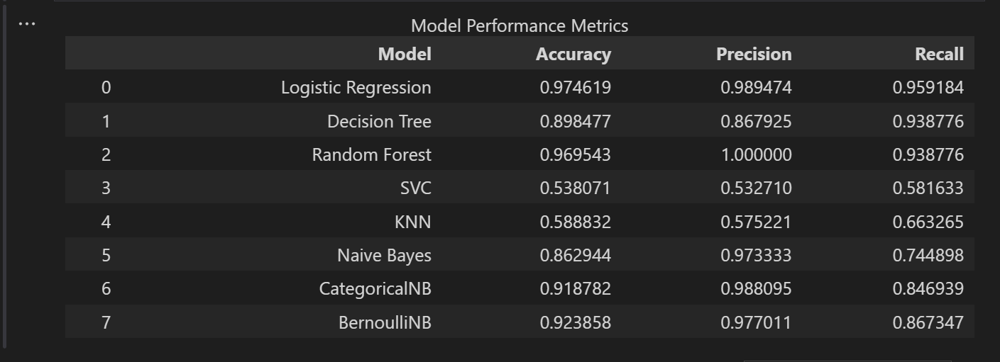 Model Performance Metrics
Model Accuracy Precision Recall
0 Logistic Regression 0.974619 0.989474 0.959184
1 Decision Tree 0.898477 0.867925 0.938776
2 Random Forest 0.969543 1.000000 0.938776
3 SVC 0.538071 0.532710 0.581633
4 KNN 0.588832 0.575221 0.663265
5 Naive Bayes 0.862944 0.973333 0.744898
6 CategoricalNB 0.918782 0.988095 0.846939
7 BernoulliNB 0.923858 0.977011 0.867347